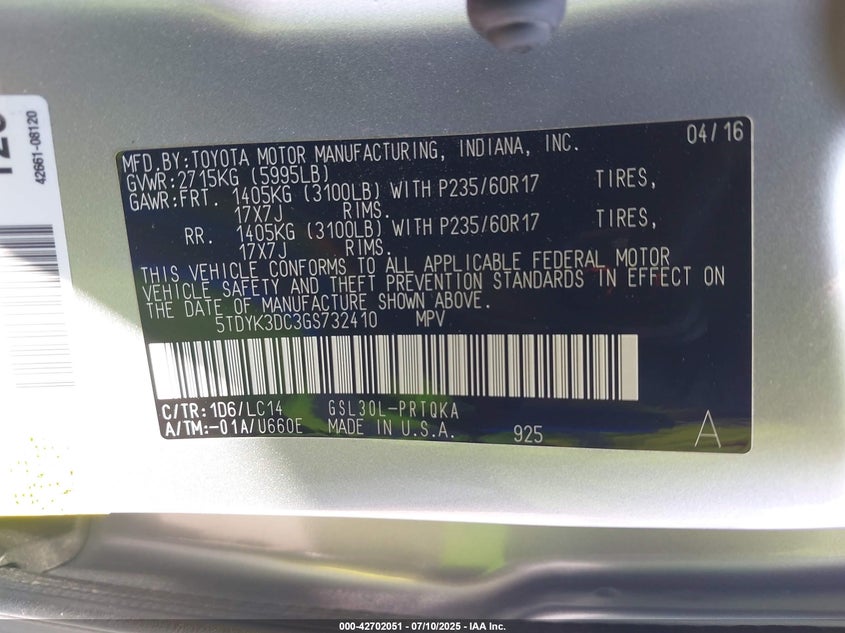 42661-08120
MFD. BY:TOYOTA MOTOR MANUFACTURING, INDIANA, INC. 04/16
GVWR:2715KG (5995LB)
GAWR:FRT. 1405KG (3100LB) WITH P235/60R17 TIRES,
17X7J RIMS.
RR. 1405KG (3100LB) WITH P235/60R17 TIRES,
17X7J RIMS.
THIS VEHICLE CONFORMS TO ALL APPLICABLE FEDERAL MOTOR
VEHICLE SAFETY AND THEFT PREVENTION STANDARDS IN EFFECT ON
THE DATE OF MANUFACTURE SHOWN ABOVE.
5TDYK3DC3GS732410 MPV
C/TR:1D6/LC14 GSL30L-PRTQKA
A/TM:-01A/U660E MADE IN U.S.A. 925 A
000-42702051 - 07/10/2025 - IAA Inc.